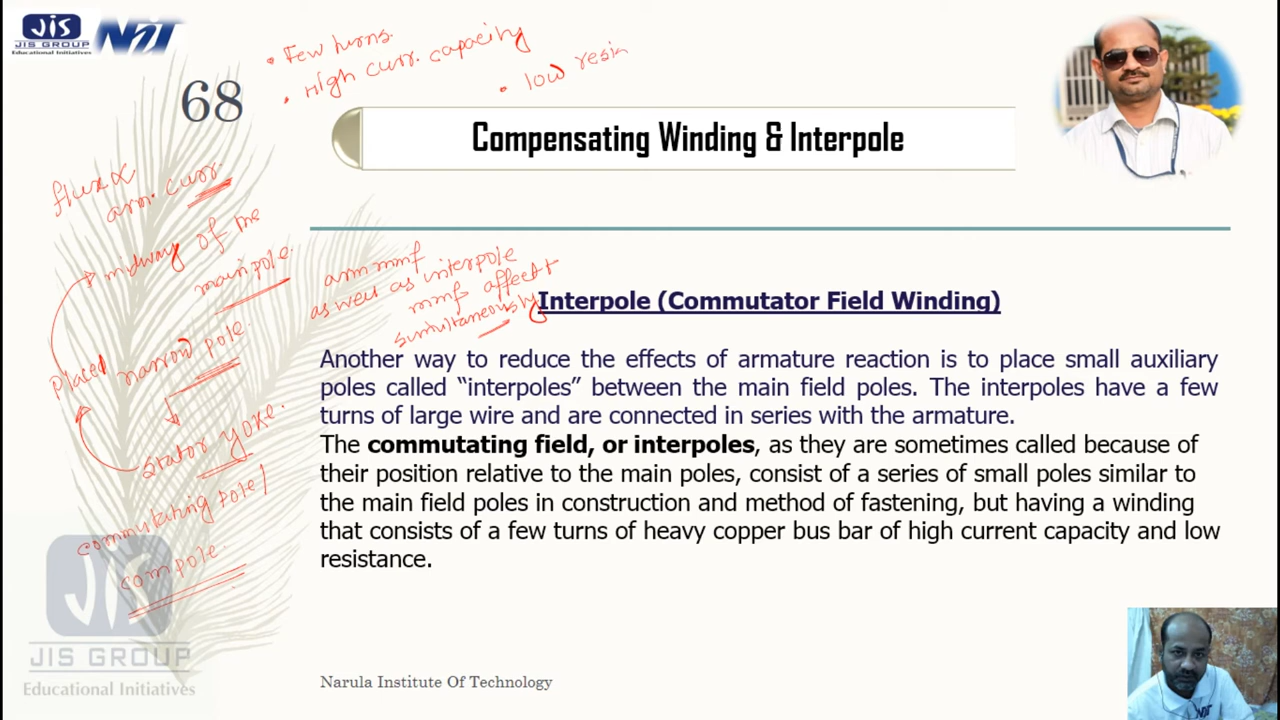 JIS
JIS GROUP
Educational Initiatives
NiT
• Few turns.
• High curr. capacity
• low resis
68
Compensating Winding & Interpole
flux ∝
arm. curr.
midway of the
main pole.
arm mmf
as well as interpole
mmf affect
simultaneously
Interpole (Commutator Field Winding)
placed narrow pole.
stator yoke.
commutating pole/
compole.
Another way to reduce the effects of armature reaction is to place small auxiliary
poles called “interpoles” between the main field poles. The interpoles have a few
turns of large wire and are connected in series with the armature.
The commutating field, or interpoles, as they are sometimes called because of
their position relative to the main poles, consist of a series of small poles similar to
the main field poles in construction and method of fastening, but having a winding
that consists of a few turns of heavy copper bus bar of high current capacity and low
resistance.
JIS
JIS GROUP
Educational Initiatives
Narula Institute Of Technology